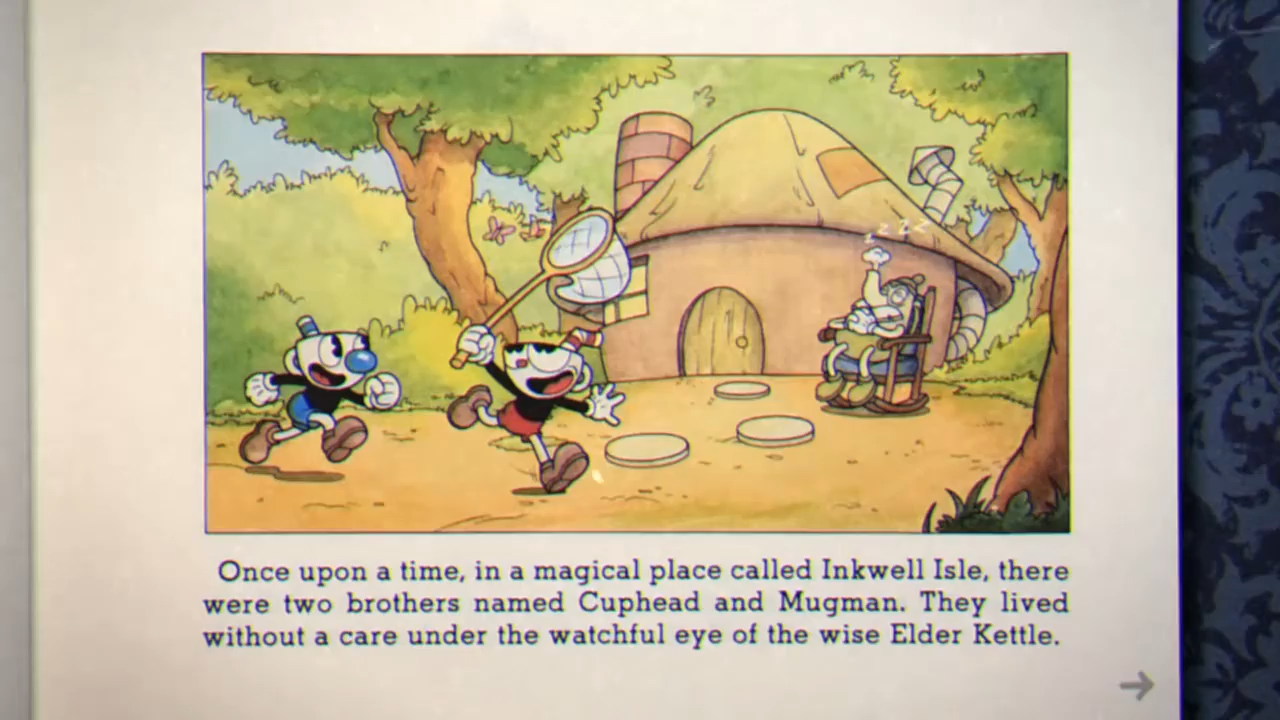 z z z z
Once upon a time, in a magical place called Inkwell Isle, there
were two brothers named Cuphead and Mugman. They lived
without a care under the watchful eye of the wise Elder Kettle.